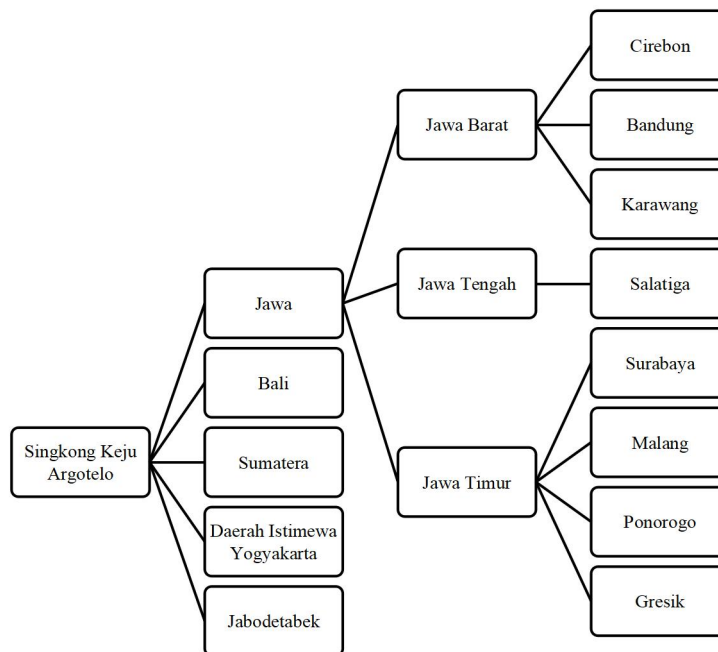 Singkong Keju
Argotelo
Jawa
Bali
Sumatera
Daerah Istimewa
Yogyakarta
Jabodetabek
Jawa Barat
Jawa Tengah
Jawa Timur
Cirebon
Bandung
Karawang
Salatiga
Surabaya
Malang
Ponorogo
Gresik